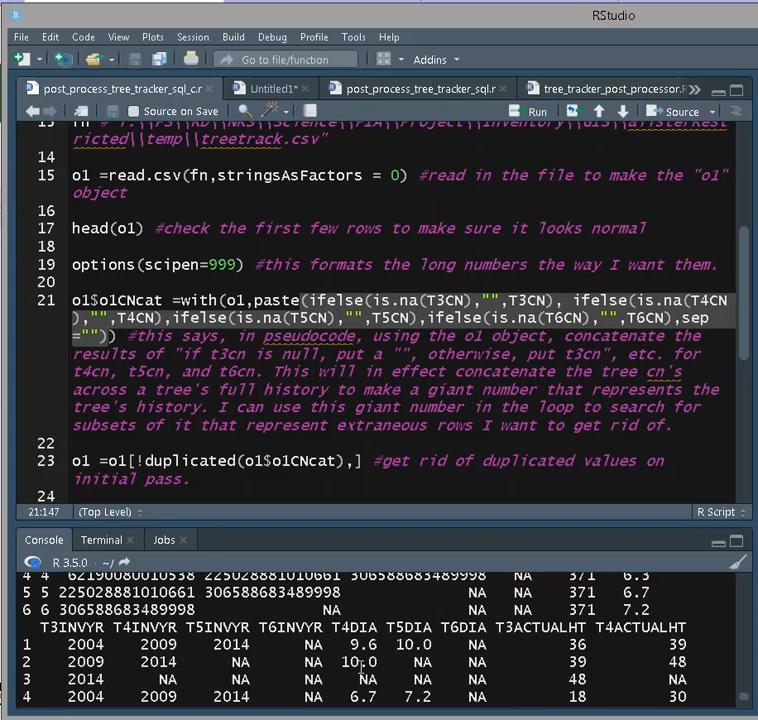 RStudio
File Edit Code View Plots Session Build Debug Profile Tools Help
Go to file/function Addins
post_process_tree_tracker_sql_c.r Untitled1* post_process_tree_tracker_sql.r tree_tracker_post_processor.R
Source on Save Run Source
ricted\\temp\\treetrack.csv"
14
15 o1 =read.csv(fn,stringsAsFactors = 0) #read in the file to make the "o1"
object
16
17 head(o1) #check the first few rows to make sure it looks normal
18
19 options(scipen=999) #this formats the long numbers the way I want them.
20
21 o1$o1CNcat =with(o1,paste(ifelse(is.na(T3CN),"",T3CN), ifelse(is.na(T4CN
),"",T4CN),ifelse(is.na(T5CN),"",T5CN),ifelse(is.na(T6CN),"",T6CN),sep
="")) #this says, in pseudocode, using the o1 object, concatenate the
results of "if t3cn is null, put a "", otherwise, put t3cn", etc. for
t4cn, t5cn, and t6cn. This will in effect concatenate the tree cn's
across a tree's full history to make a giant number that represents the
tree's history. I can use this giant number in the loop to search for
subsets of it that represent extraneous rows I want to get rid of.
22
23 o1 =o1[!duplicated(o1$o1CNcat),] #get rid of duplicated values on
initial pass.
24
21:147 (Top Level) R Script
Console Terminal Jobs
R 3.5.0 · ~/
4 4 62190080010538 225028881010661 306588683489998 NA 371 6.3
5 5 225028881010661 306588683489998 NA NA 371 6.7
6 6 306588683489998 NA NA NA 371 7.2
T3INVYR T4INVYR T5INVYR T6INVYR T4DIA T5DIA T6DIA T3ACTUALHT T4ACTUALHT
1 2004 2009 2014 NA 9.6 10.0 NA 36 39
2 2009 2014 NA NA 10.0 NA NA 39 48
3 2014 NA NA NA NA NA NA 48 NA
4 2004 2009 2014 NA 6.7 7.2 NA 18 30